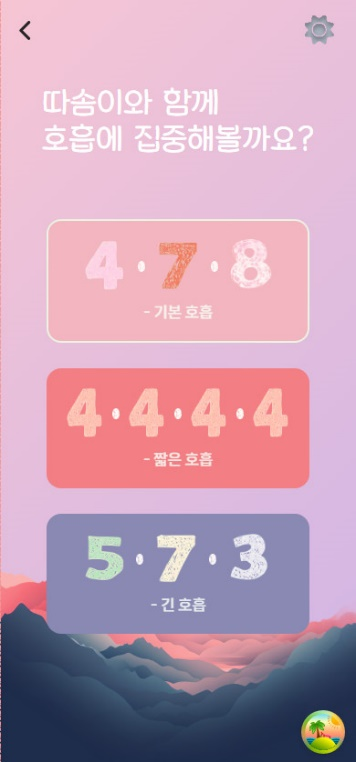 따솜이와 함께
호흡에 집중해볼까요?
4 · 7 · 8
- 기본 호흡
4 · 4 · 4 · 4
- 짧은 호흡
5 · 7 · 3
- 긴 호흡